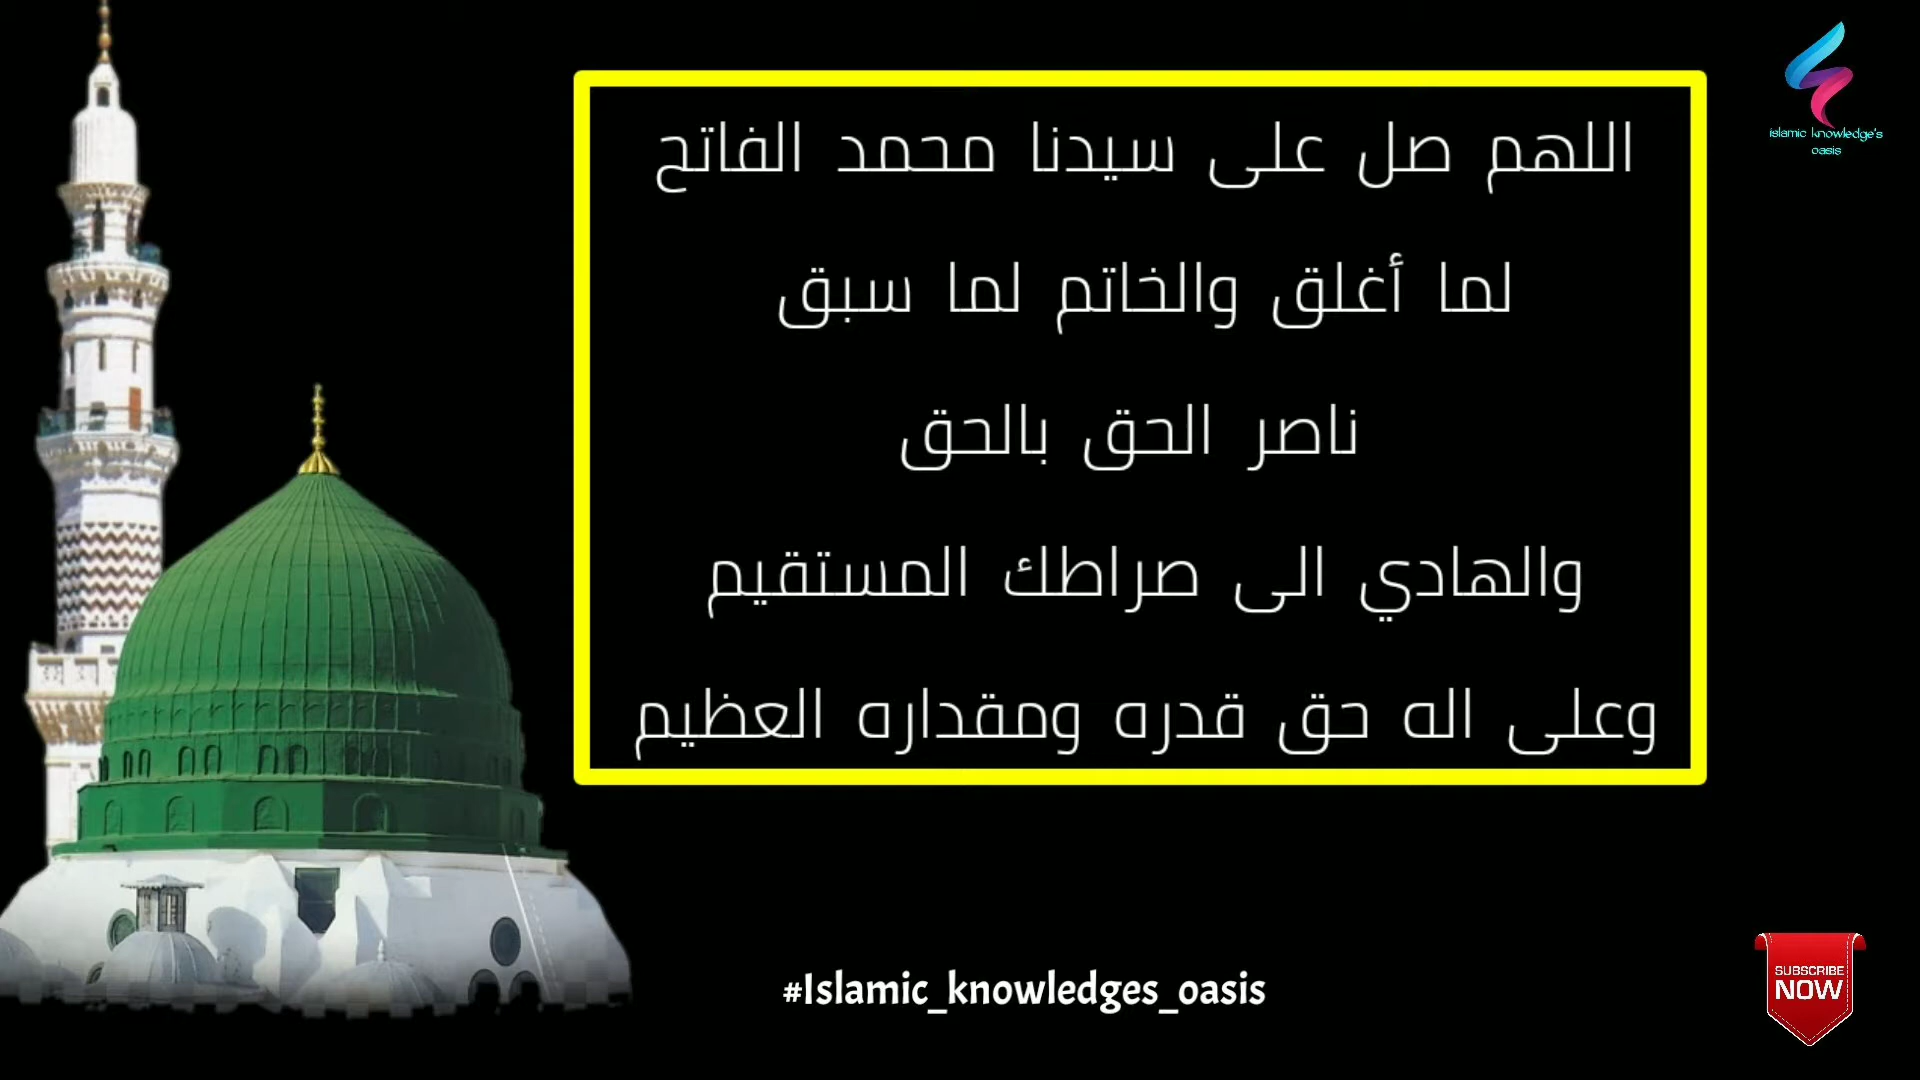 اللهم صل على سيدنا محمد الفاتح
لما أغلق والخاتم لما سبق
ناصر الحق بالحق
والهادي الى صراطك المستقيم
وعلى اله حق قدره ومقداره العظيم
islamic knowledge's
oasis
#Islamic_knowledges_oasis
SUBSCRIBE
NOW